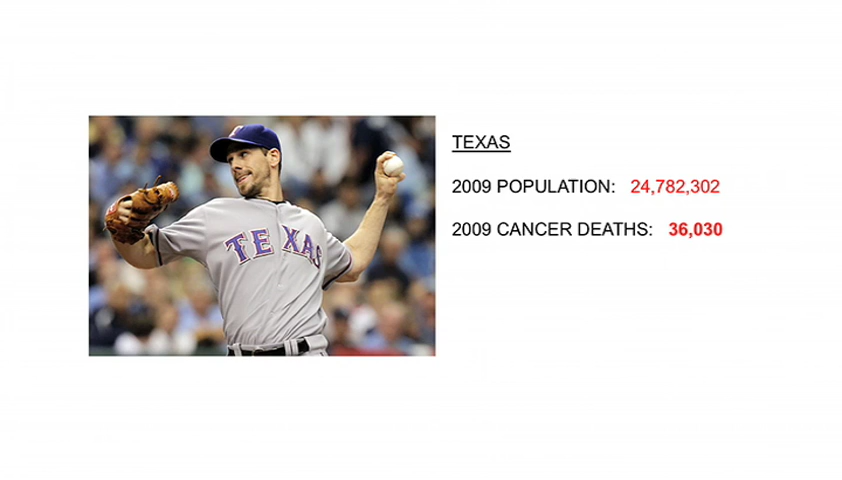 TEXAS
TEXAS
2009 POPULATION: 24,782,302
2009 CANCER DEATHS: 36,030